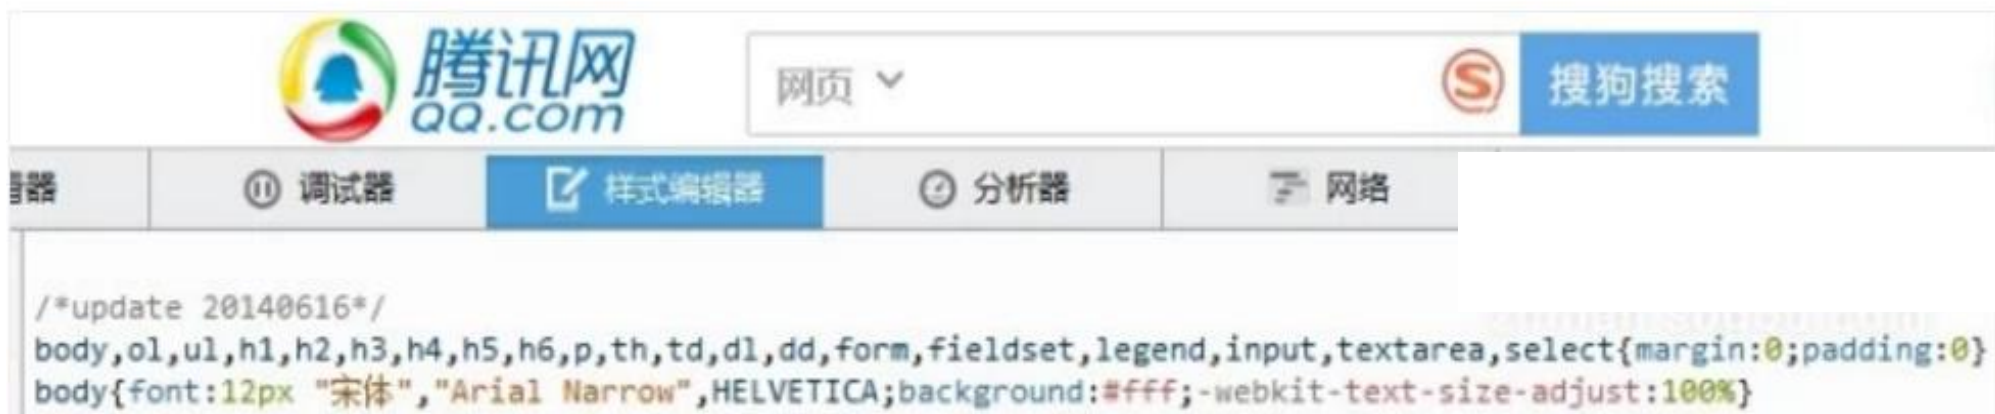 腾讯网
QQ.com
网页
搜狗搜索
器
调试器
样式编辑器
分析器
网络
/*update 20140616*/
body,ol,ul,h1,h2,h3,h4,h5,h6,p,th,td,dl,dd,form,fieldset,legend,input,textarea,select{margin:0;padding:0}
body{font:12px "宋体","Arial Narrow",HELVETICA;background:#fff;-webkit-text-size-adjust:100%}